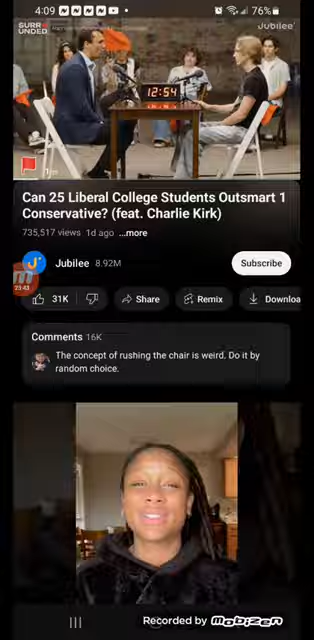 4:09
76%
SURR
UNDED
Jubilee
12:54
Can 25 Liberal College Students Outsmart 1
Conservative? (feat. Charlie Kirk)
735,517 views 1d ago ...more
Jubilee 8.92M
Subscribe
23:43
31K
Share
Remix
Downloa
Comments 16K
The concept of rushing the chair is weird. Do it by
random choice.
Recorded by mobizen